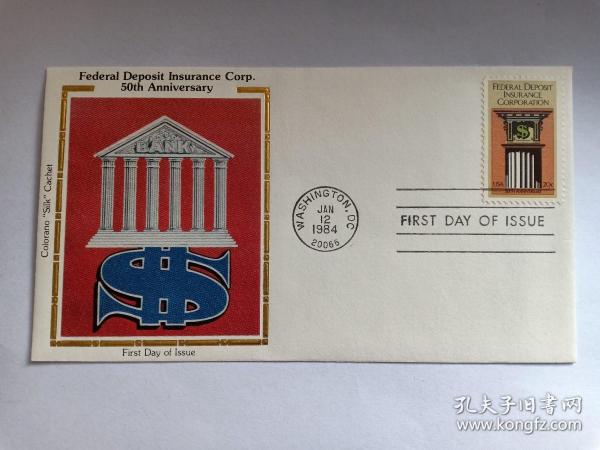 Federal Deposit Insurance Corp.
50th Anniversary
BANK
$
Colorano "Silk" Cachet
First Day of Issue
WASHINGTON, DC
JAN
12
1984
20066
FEDERAL DEPOSIT
INSURANCE
CORPORATION
$
USA 20c
50TH ANNIVERSARY
FIRST DAY OF ISSUE
孔夫子旧书网
www.kongfz.com